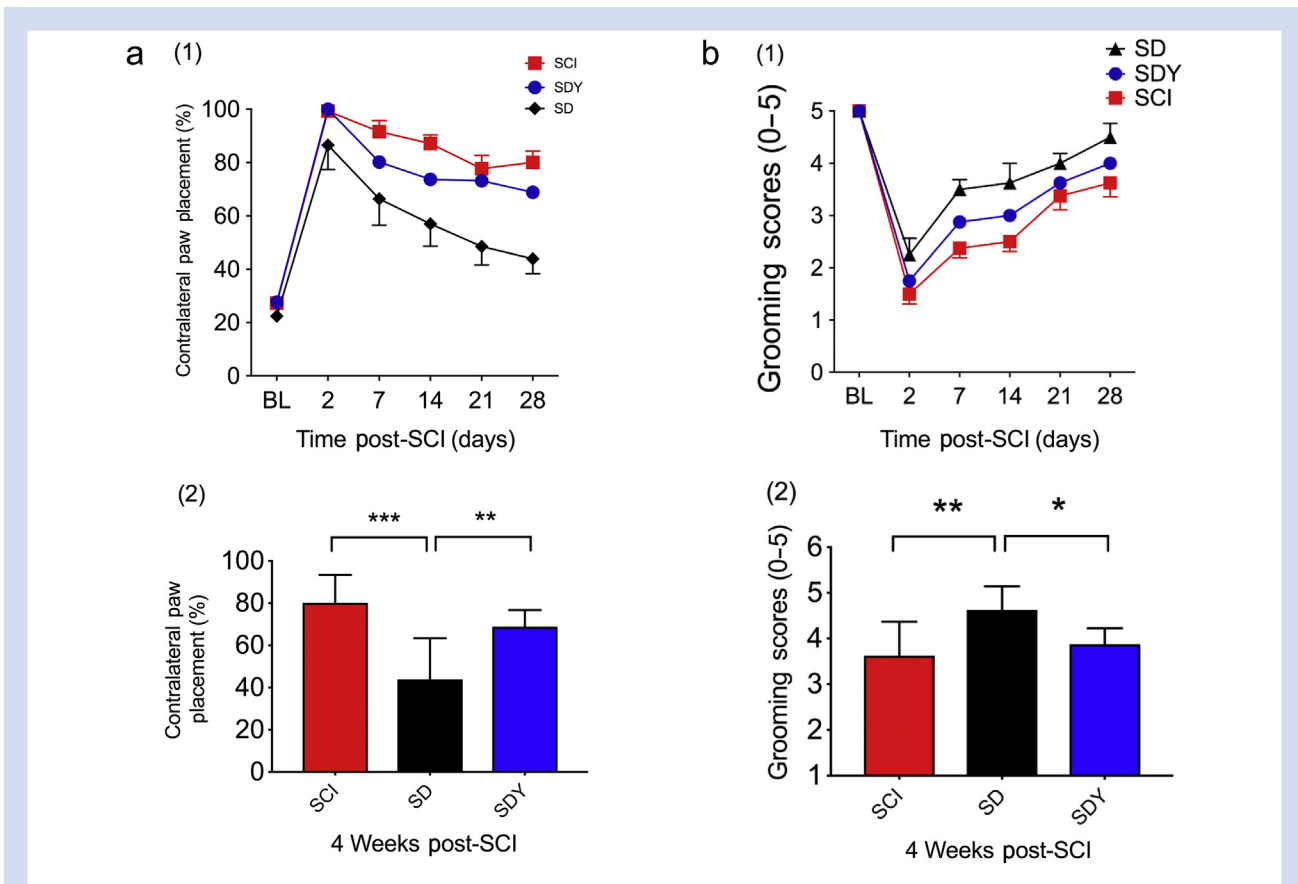 a (1)
SCI
SDY
SD
Contralateral paw placement (%)
100
80
60
40
20
0
BL 2 7 14 21 28
Time post-SCI (days)
b (1)
SD
SDY
SCI
Grooming scores (0–5)
5
4
3
2
1
0
BL 2 7 14 21 28
Time post-SCI (days)
(2)
*** **
Contralateral paw
placement (%)
100
80
60
40
20
0
SCI SD SDY
4 Weeks post-SCI
(2)
** *
Grooming scores (0–5)
6
5
4
3
2
1
SCI SD SDY
4 Weeks post-SCI